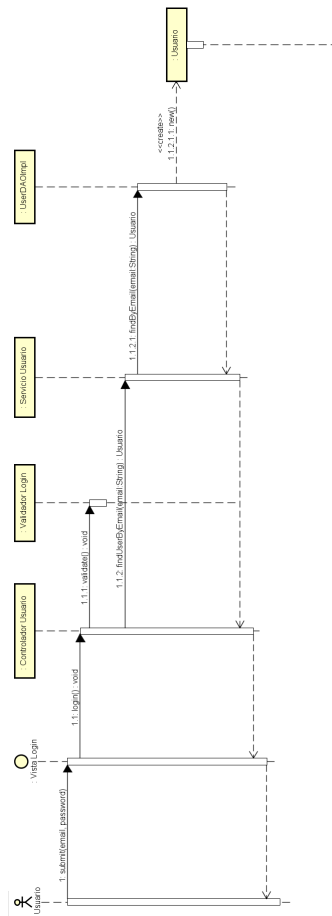 Usuario
: Vista Login
: Controlador Usuario
: Validador Login
: Servicio Usuario
: UserDAOImpl
: Usuario
1: submit(email, password)
1.1: login() : void
1.1.1: validate() : void
1.1.2: findUserByEmail(email:String) : Usuario
1.1.2.1: findByEmail(email:String) : Usuario
<<create>>
1.1.2.1.1: new()